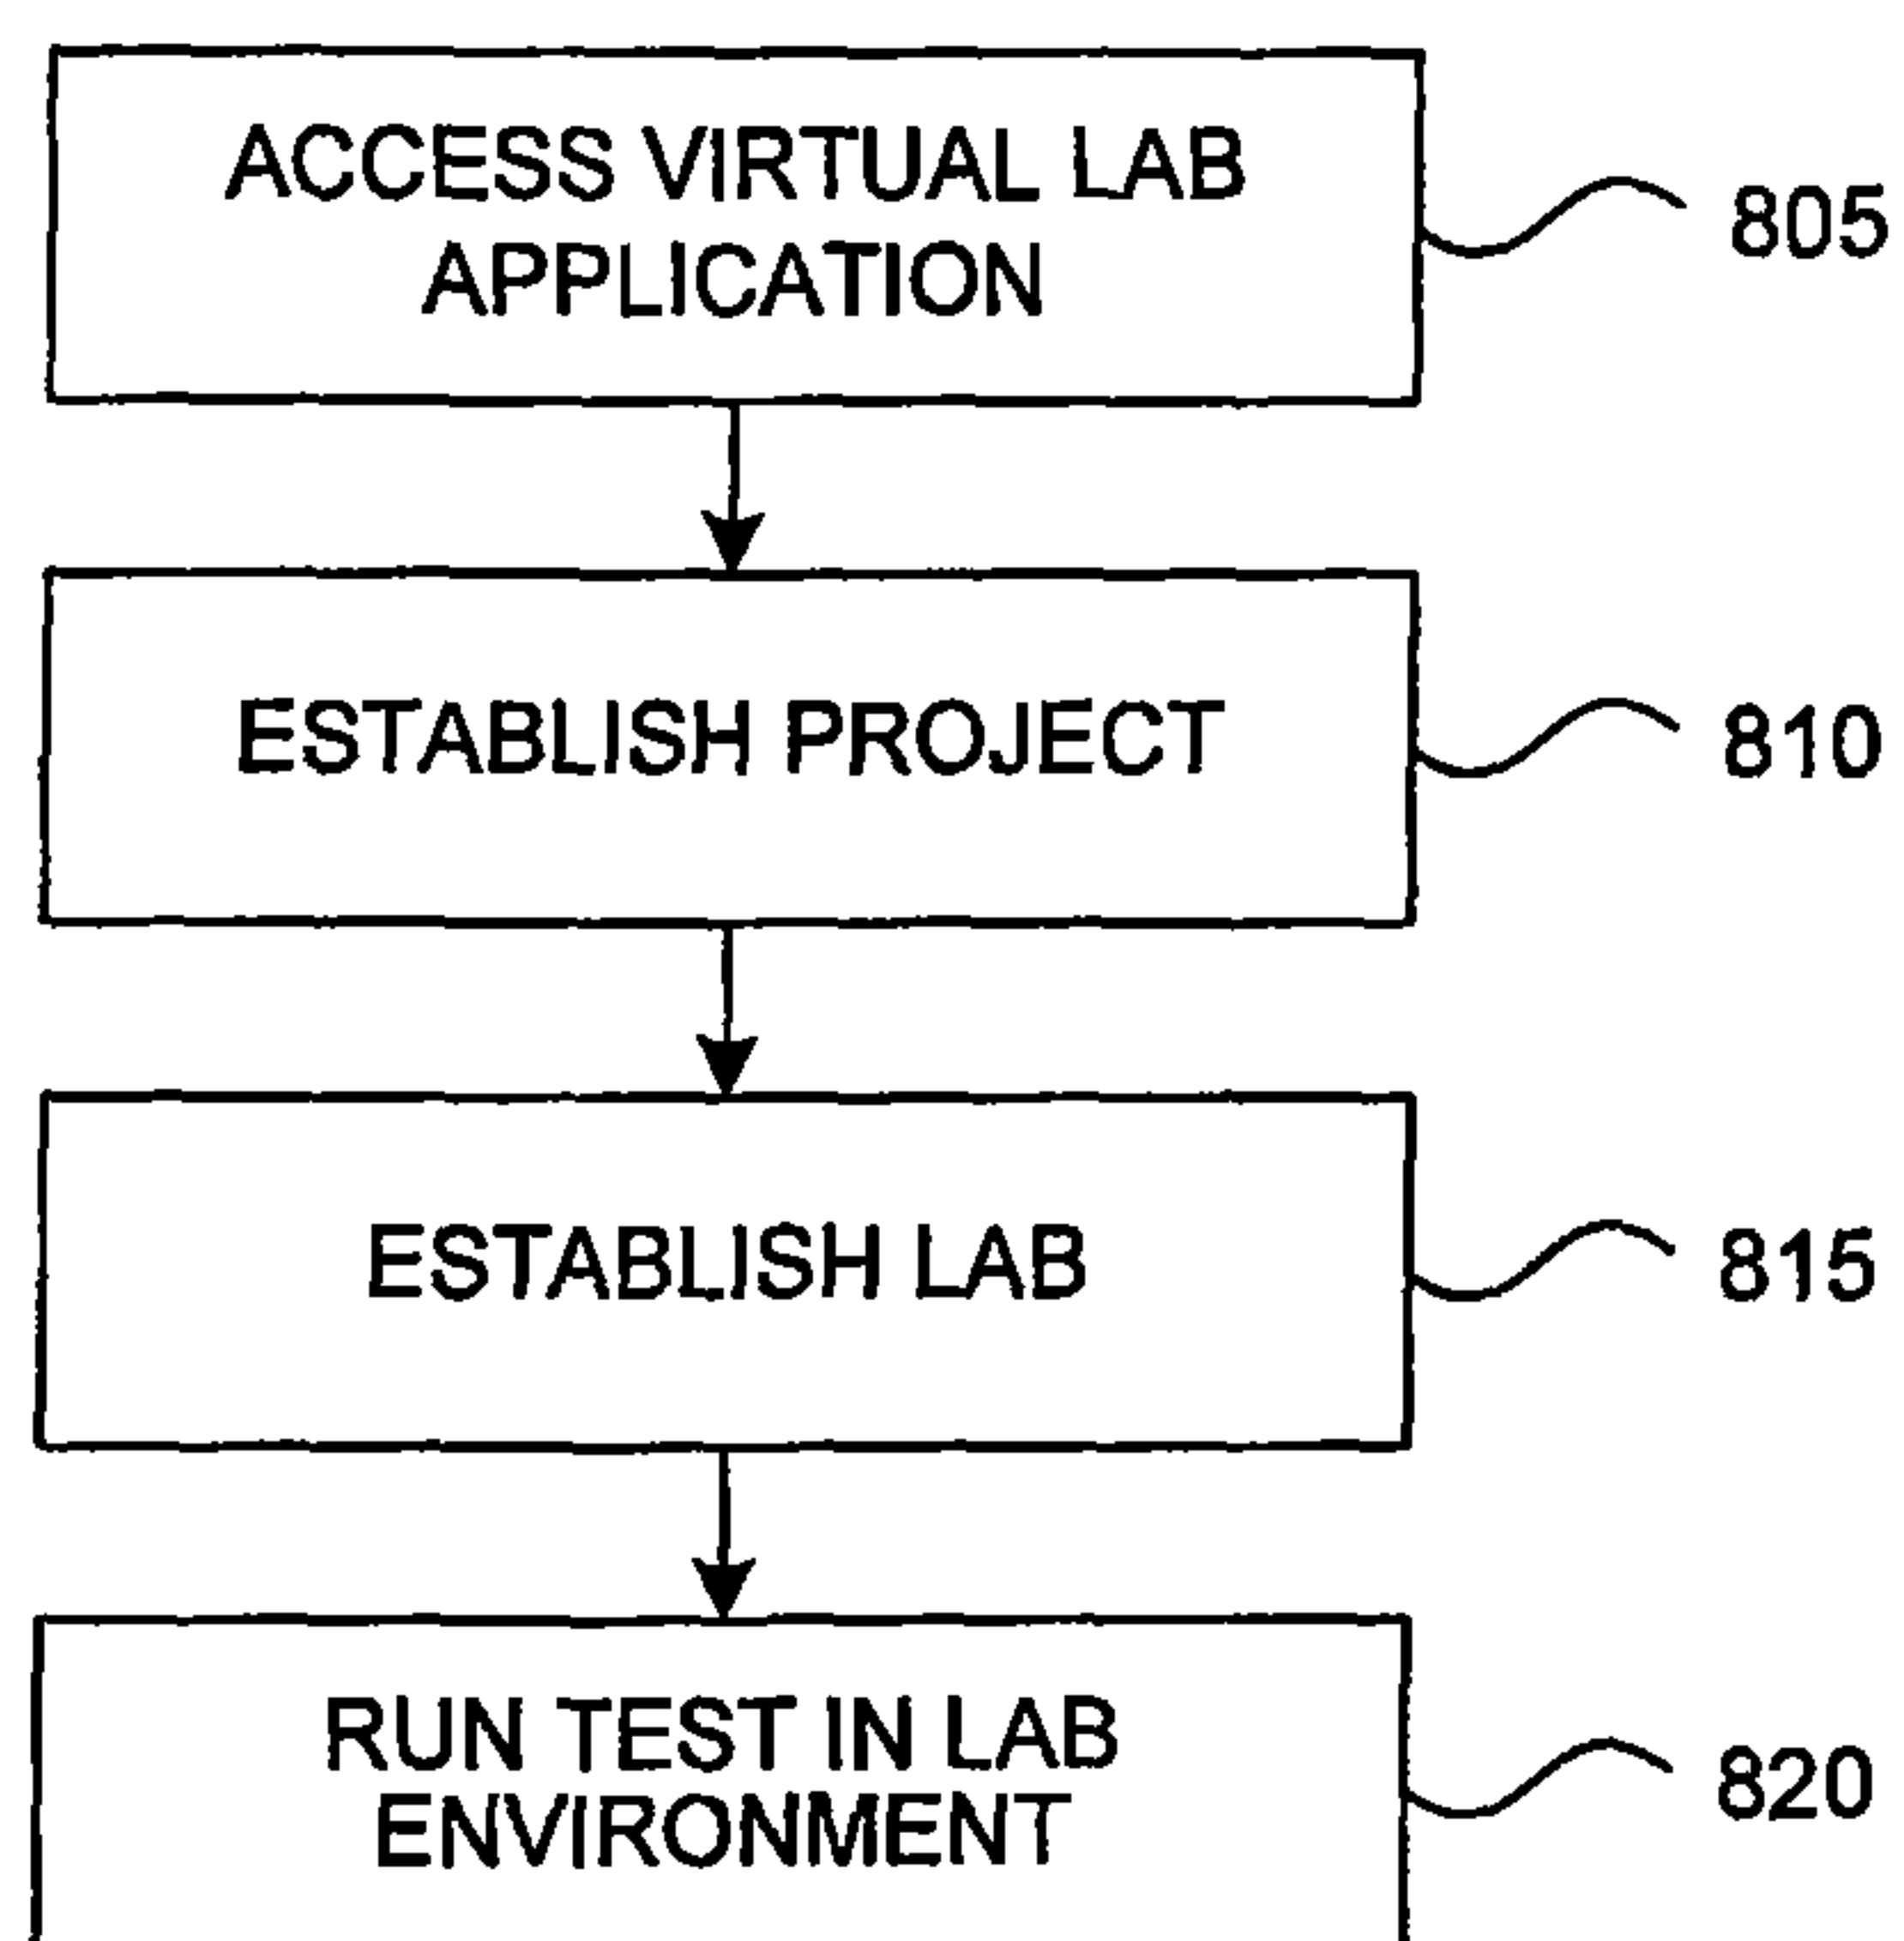 ACCESS VIRTUAL LAB
APPLICATION
805
ESTABLISH PROJECT
810
ESTABLISH LAB
815
RUN TEST IN LAB
ENVIRONMENT
820